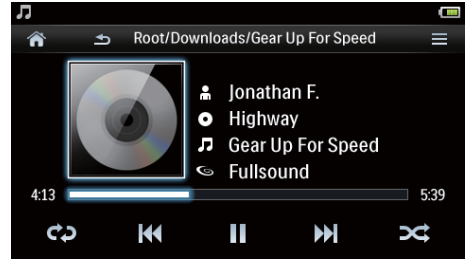 Root/Downloads/Gear Up For Speed
Jonathan F.
Highway
Gear Up For Speed
Fullsound
4:13 5:39